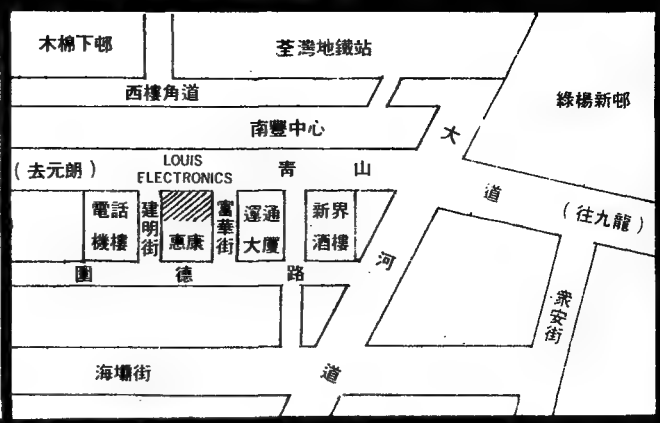 木棉下邨
荃灣地鐵站
西樓角道
綠楊新邨
南豐中心
(去元朗)
LOUIS
ELECTRONICS
青山大道
(往九龍)
電話
機樓
建明街
惠康
富華街
運通
大廈
新界
酒樓
圍德路
河道
眾安街
海壩街